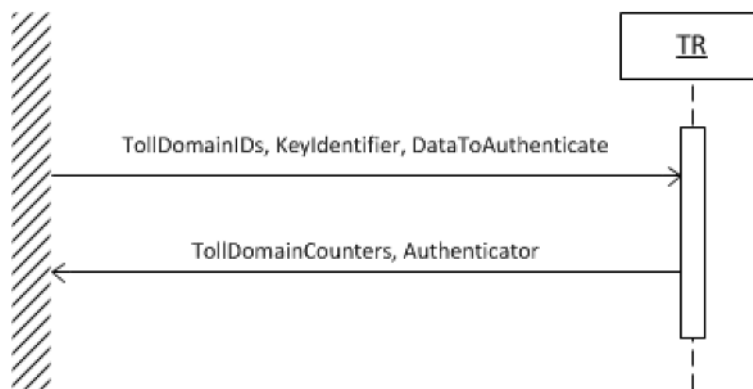 TR
TollDomainIDs, KeyIdentifier, DataToAuthenticate
TollDomainCounters, Authenticator